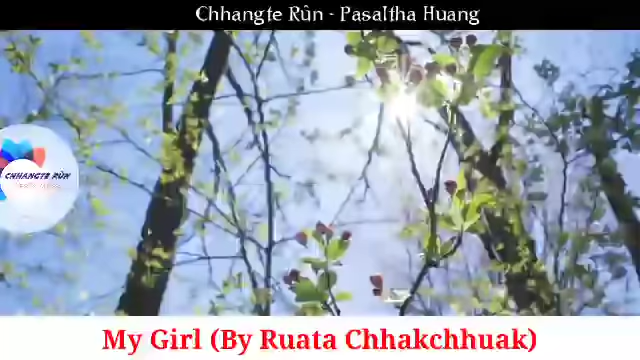 Chhangte Rûn - Pasaltha Huang
CHHANGTE RÛN
My Girl (By Ruata Chhakchhuak)